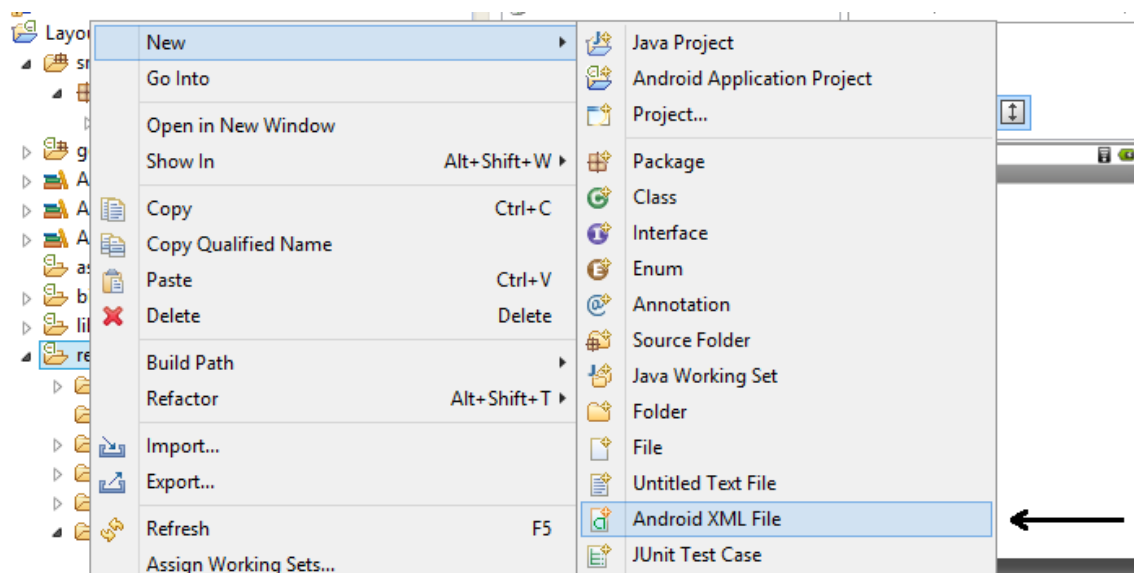 Layou
New
Go Into
Open in New Window
Show In Alt+Shift+W
Copy Ctrl+C
Copy Qualified Name
Paste Ctrl+V
Delete Delete
Build Path
Refactor Alt+Shift+T
Import...
Export...
Refresh F5
Assign Working Sets...
Java Project
Android Application Project
Project...
Package
Class
Interface
Enum
Annotation
Source Folder
Java Working Set
Folder
File
Untitled Text File
Android XML File
JUnit Test Case